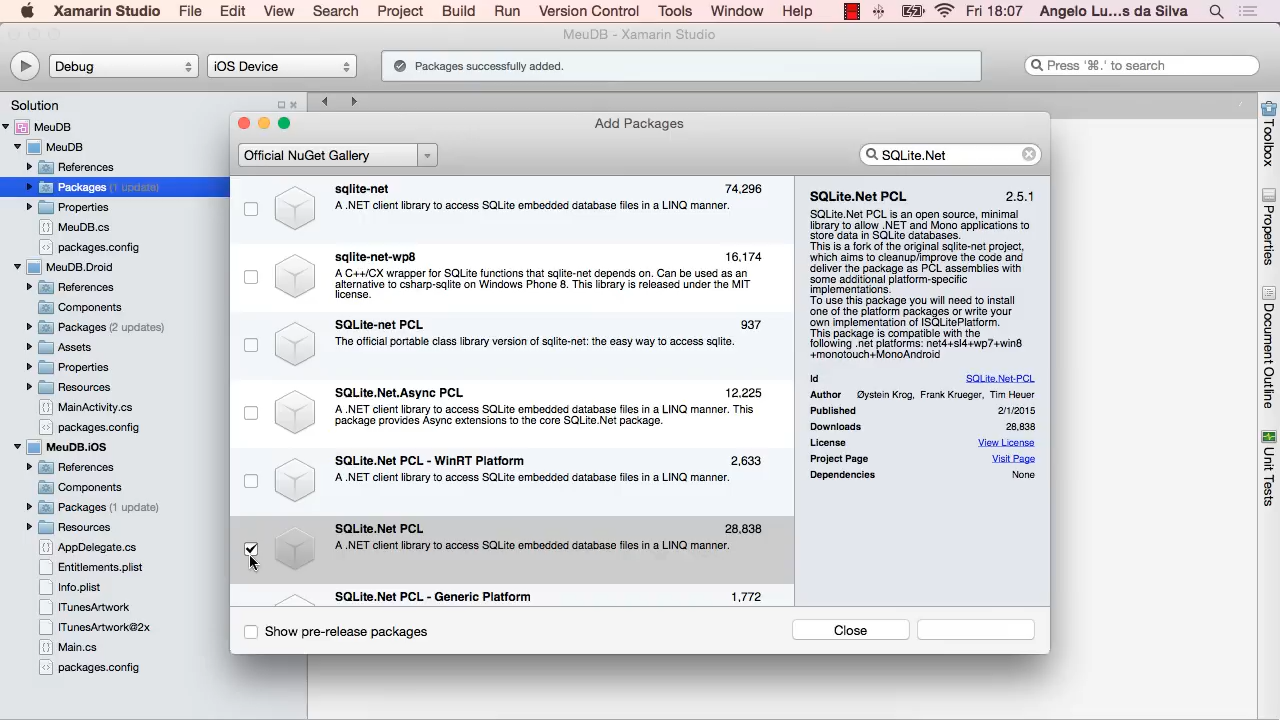 Xamarin Studio File Edit View Search Project Build Run Version Control Tools Window Help Fri 18:07 Angelo Lu...s da Silva
MeuDB - Xamarin Studio
Debug
iOS Device
Packages successfully added.
Press '⌘.' to search
Solution
MeuDB
MeuDB
References
Packages (1 update)
Properties
MeuDB.cs
packages.config
MeuDB.Droid
References
Components
Packages (2 updates)
Assets
Properties
Resources
MainActivity.cs
packages.config
MeuDB.iOS
References
Components
Packages (1 update)
Resources
AppDelegate.cs
Entitlements.plist
Info.plist
ITunesArtwork
ITunesArtwork@2x
Main.cs
packages.config
Add Packages
Official NuGet Gallery
SQLite.Net
sqlite-net 74,296
A .NET client library to access SQLite embedded database files in a LINQ manner.
sqlite-net-wp8 16,174
A C++/CX wrapper for SQLite functions that sqlite-net depends on. Can be used as an
alternative to csharp-sqlite on Windows Phone 8. This library is released under the MIT
license.
SQLite-net PCL 937
The official portable class library version of sqlite-net: the easy way to access sqlite.
SQLite.Net.Async PCL 12,225
A .NET client library to access SQLite embedded database files in a LINQ manner. This
package provides Async extensions to the core SQLite.Net package.
SQLite.Net PCL - WinRT Platform 2,633
A .NET client library to access SQLite embedded database files in a LINQ manner.
SQLite.Net PCL 28,838
A .NET client library to access SQLite embedded database files in a LINQ manner.
SQLite.Net PCL - Generic Platform 1,772
SQLite.Net PCL 2.5.1
SQLite.Net PCL is an open source, minimal
library to allow .NET and Mono applications to
store data in SQLite databases.
This is a fork of the original sqlite-net project,
which aims to cleanup/improve the code and
deliver the package as PCL assemblies with
some additional platform-specific
implementations.
To use this package you will need to install
one of the platform packages or write your
own implementation of ISQLitePlatform.
This package is compatible with the
following .net platforms: net4+sl4+wp7+win8
+monotouch+MonoAndroid
Id SQLite.Net-PCL
Author Øystein Krog, Frank Krueger, Tim Heuer
Published 2/1/2015
Downloads 28,838
License View License
Project Page Visit Page
Dependencies None
Show pre-release packages
Close
Toolbox
Properties
Document Outline
Unit Tests